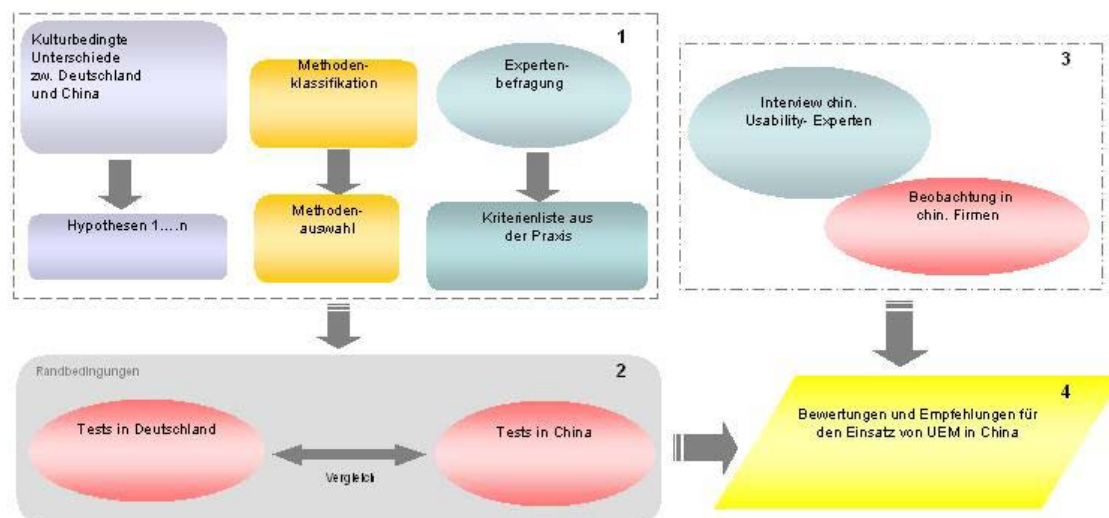 1
Kulturbedingte
Unterschiede
zw. Deutschland
und China
Methoden-
klassifikation
Experten-
befragung
Hypothesen 1....n
Methoden-
auswahl
Kriterienliste aus
der Praxis
3
Interview chin.
Usability- Experten
Beobachtung in
chin. Firmen
Randbedingungen
2
Tests in Deutschland
Vergleich
Tests in China
4
Bewertungen und Empfehlungen für
den Einsatz von UEM in China